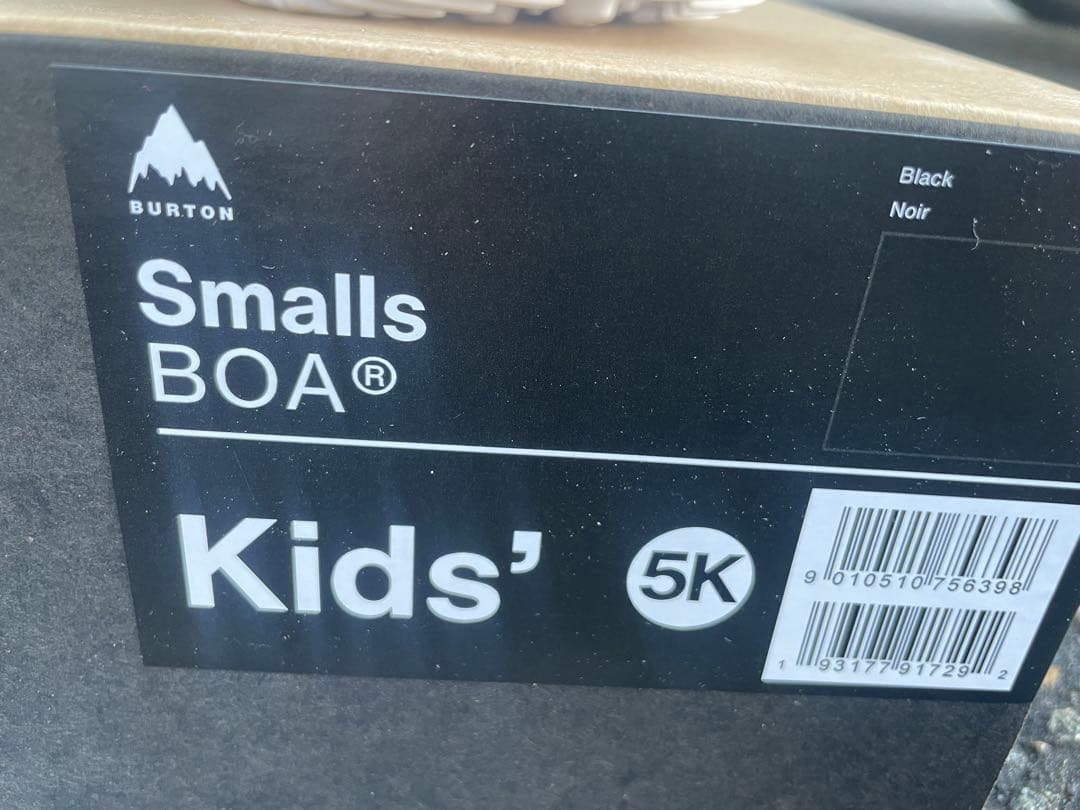 BURTON
Smalls
BOA®
Black
Noir
Kids’
5K
9 010510 756398
1 93177 91729 2